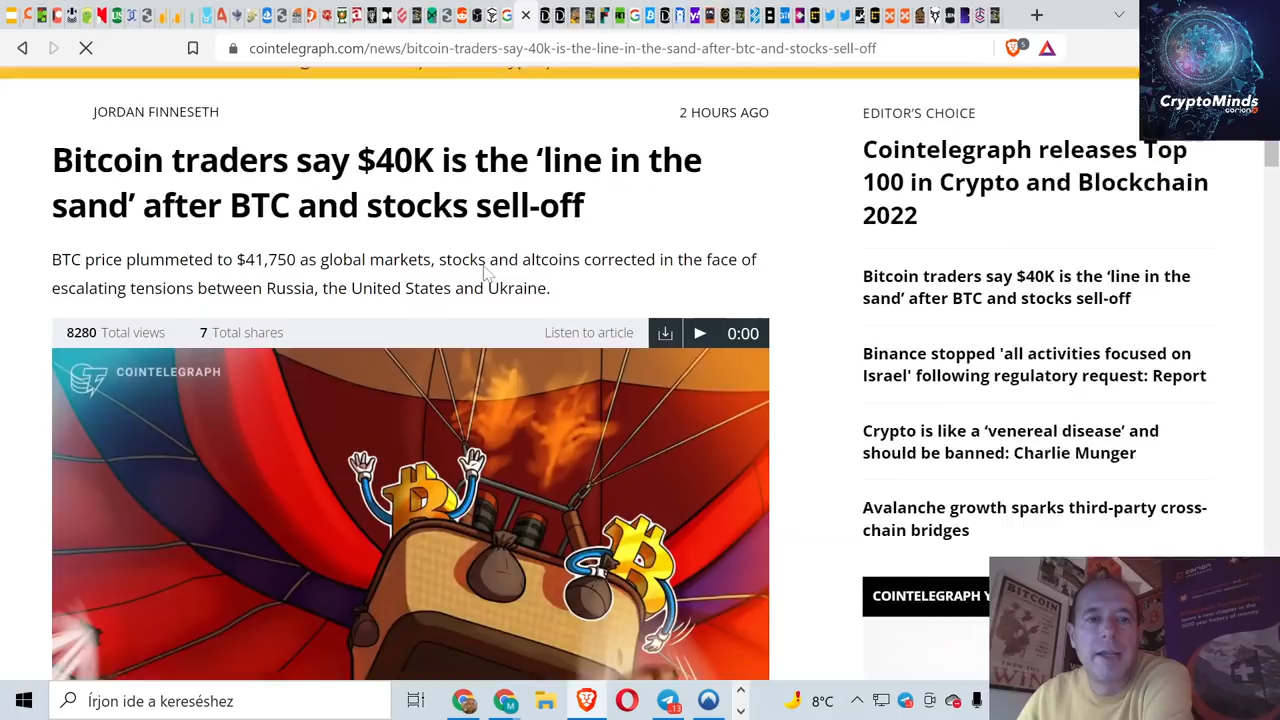 cointelegraph.com/news/bitcoin-traders-say-40k-is-the-line-in-the-sand-after-btc-and-stocks-sell-off
5
CryptoMinds
corion
JORDAN FINNESETH
2 HOURS AGO
Bitcoin traders say $40K is the ‘line in the
sand’ after BTC and stocks sell-off
BTC price plummeted to $41,750 as global markets, stocks and altcoins corrected in the face of
escalating tensions between Russia, the United States and Ukraine.
8280 Total views
7 Total shares
Listen to article
0:00
COINTELEGRAPH
EDITOR’S CHOICE
Cointelegraph releases Top
100 in Crypto and Blockchain
2022
Bitcoin traders say $40K is the ‘line in the
sand’ after BTC and stocks sell-off
Binance stopped 'all activities focused on
Israel' following regulatory request: Report
Crypto is like a ‘venereal disease’ and
should be banned: Charlie Munger
Avalanche growth sparks third-party cross-
chain bridges
COINTELEGRAPH Y
BITCOIN
WIN
corion
Írjon ide a kereséshez
13
8°C